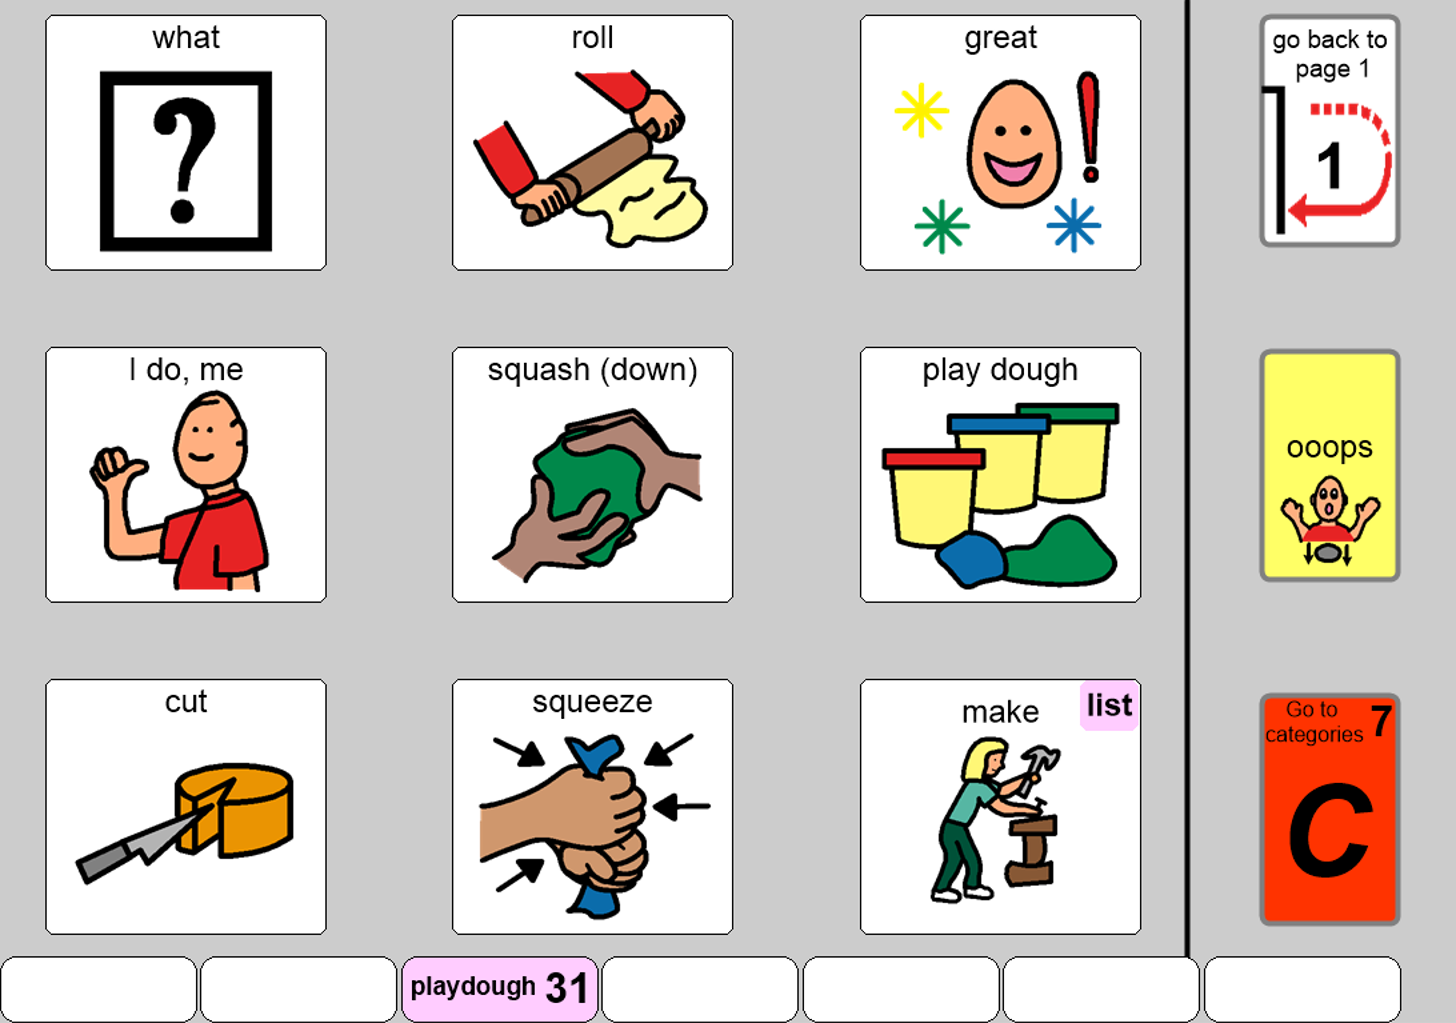 what
?
roll
great
!
go back to
page 1
1
I do, me
squash (down)
play dough
ooops
cut
squeeze
make
list
Go to
categories 7
C
playdough 31